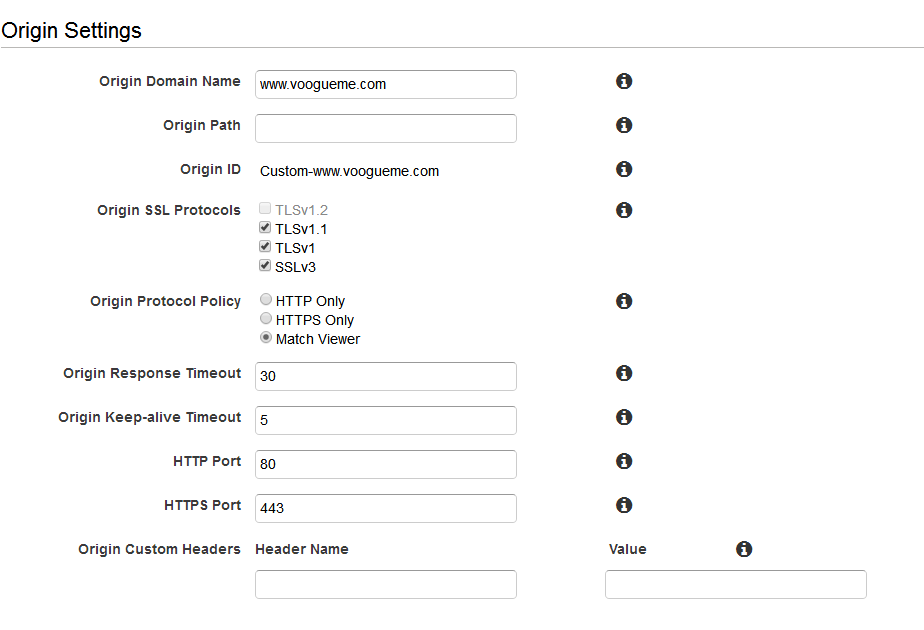 Origin Settings
Origin Domain Name www.voogueme.com
Origin Path
Origin ID Custom-www.voogueme.com
Origin SSL Protocols TLSv1.2
TLSv1.1
TLSv1
SSLv3
Origin Protocol Policy HTTP Only
HTTPS Only
Match Viewer
Origin Response Timeout 30
Origin Keep-alive Timeout 5
HTTP Port 80
HTTPS Port 443
Origin Custom Headers Header Name Value